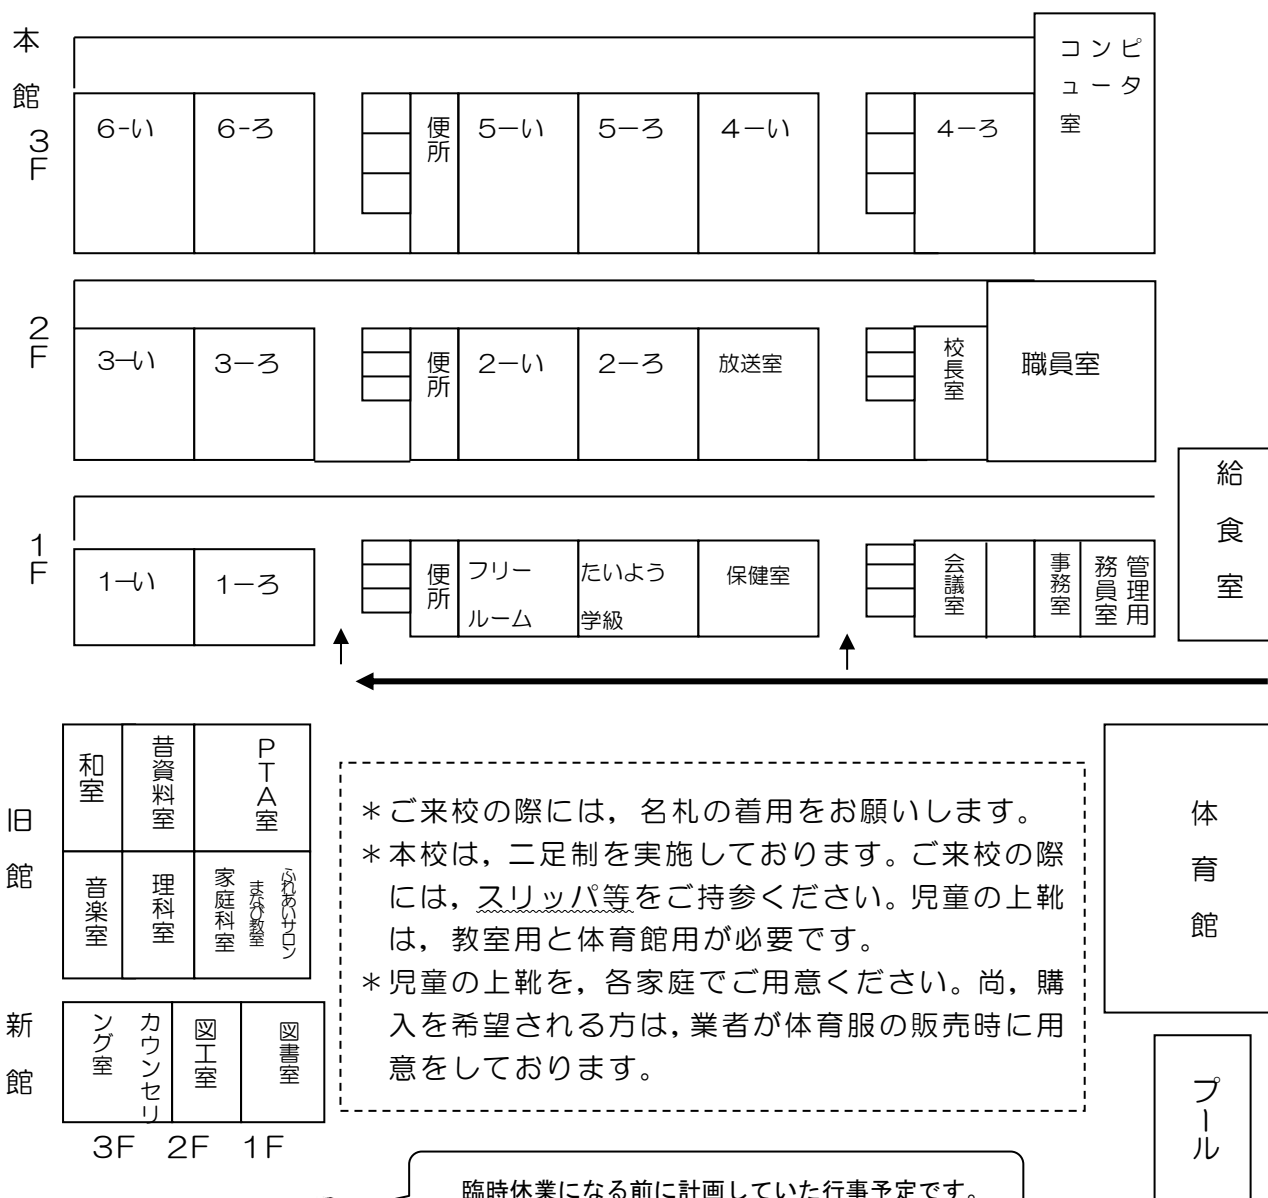 本館 3F
コンピュータ室
6-い
6-ろ
便所
5ーい
5ーろ
4ーい
4ーろ
2F
3ーい
3ーろ
便所
2ーい
2ーろ
放送室
校長室
職員室
給食室
1F
1ーい
1ーろ
便所
フリー
ルーム
たいよう
学級
保健室
会議室
事務室
管理用
務員室
旧館
和室
昔資料室
PTA室
音楽室
理科室
家庭科室
まなび教室
ふれあいサロン
新館
カウンセリ
ング室
図工室
図書室
3F 2F 1F
＊ご来校の際には，名札の着用をお願いします。
＊本校は，二足制を実施しております。ご来校の際
には，スリッパ等をご持参ください。児童の上靴
は，教室用と体育館用が必要です。
＊児童の上靴を，各家庭でご用意ください。尚，購
入を希望される方は，業者が体育服の販売時に用
意をしております。
体育館
プール
臨時休業になる前に計画していた行事予定です。